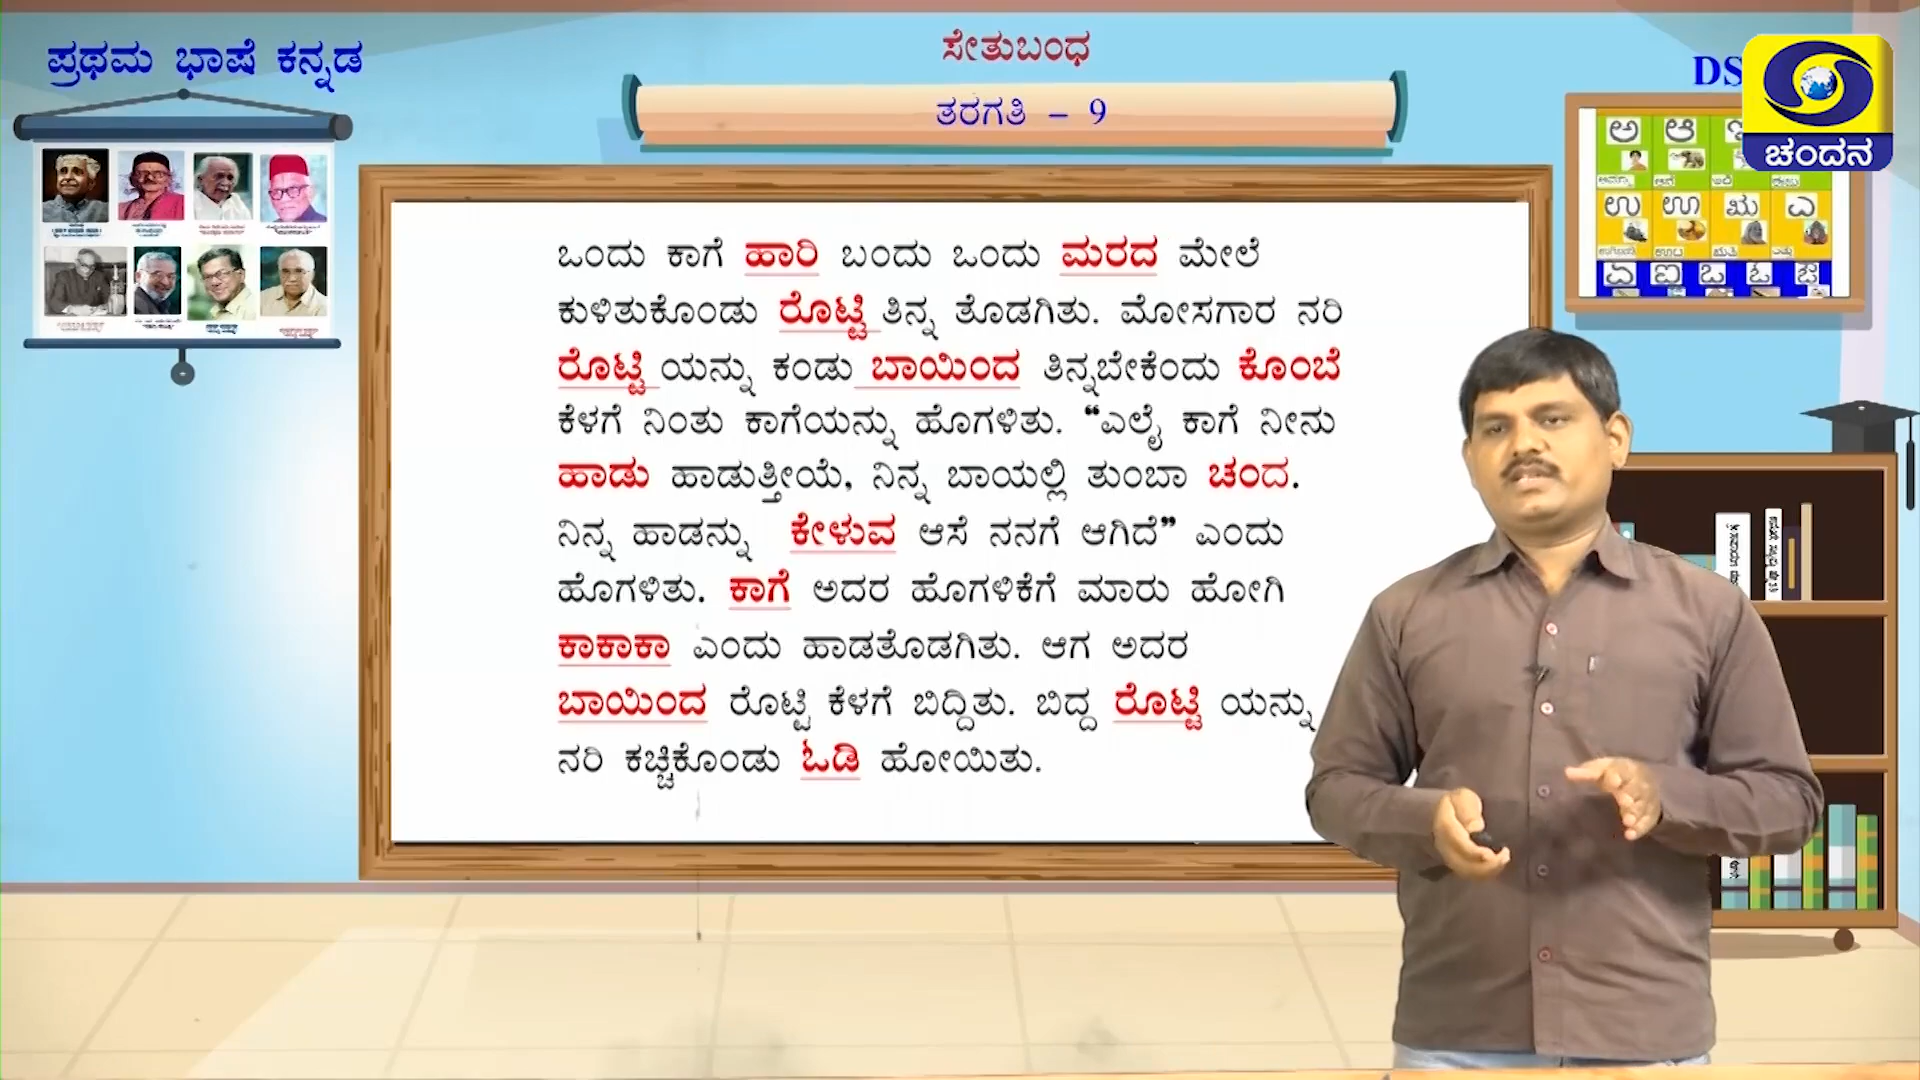 ಪ್ರಥಮ ಭಾಷೆ ಕನ್ನಡ
ಸೇತುಬಂಧ
ತರಗತಿ – 9
DS
ಚಂದನ
ಅ ಆ
ಉ ಊ ಋ ಎ
ಏ ಐ ಒ ಓ ಔ
ಒಂದು ಕಾಗೆ ಹಾರಿ ಬಂದು ಒಂದು ಮರದ ಮೇಲೆ
ಕುಳಿತುಕೊಂಡು ರೊಟ್ಟಿ ತಿನ್ನ ತೊಡಗಿತು. ಮೋಸಗಾರ ನರಿ
ರೊಟ್ಟಿ ಯನ್ನು ಕಂಡು ಬಾಯಿಂದ ತಿನ್ನಬೇಕೆಂದು ಕೊಂಬೆ
ಕೆಳಗೆ ನಿಂತು ಕಾಗೆಯನ್ನು ಹೊಗಳಿತು. “ಎಲೈ ಕಾಗೆ ನೀನು
ಹಾಡು ಹಾಡುತ್ತೀಯೆ, ನಿನ್ನ ಬಾಯಲ್ಲಿ ತುಂಬಾ ಚಂದ.
ನಿನ್ನ ಹಾಡನ್ನು ಕೇಳುವ ಆಸೆ ನನಗೆ ಆಗಿದೆ” ಎಂದು
ಹೊಗಳಿತು. ಕಾಗೆ ಅದರ ಹೊಗಳಿಕೆಗೆ ಮಾರು ಹೋಗಿ
ಕಾಕಾಕಾ ಎಂದು ಹಾಡತೊಡಗಿತು. ಆಗ ಅದರ
ಬಾಯಿಂದ ರೊಟ್ಟಿ ಕೆಳಗೆ ಬಿದ್ದಿತು. ಬಿದ್ದ ರೊಟ್ಟಿ ಯನ್ನು
ನರಿ ಕಚ್ಚಿಕೊಂಡು ಓಡಿ ಹೋಯಿತು.